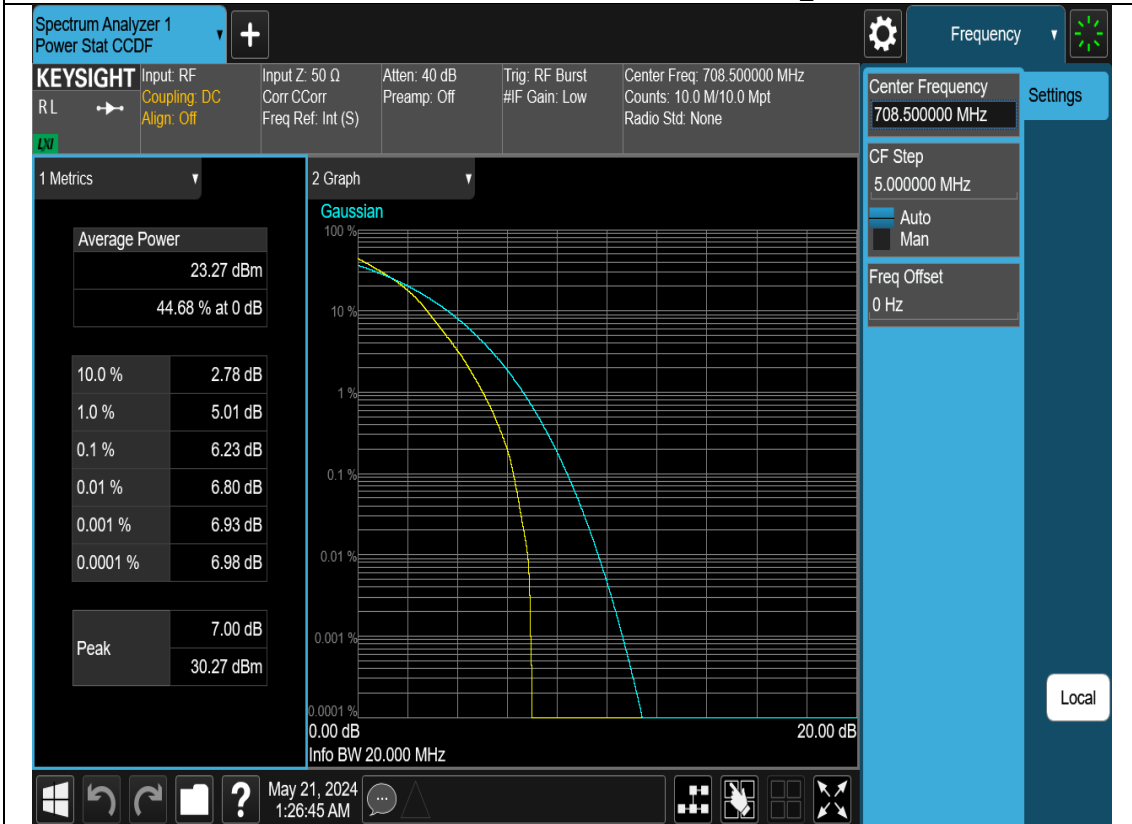 Spectrum Analyzer 1
Power Stat CCDF
+
Frequency
KEYSIGHT
RL
LXI
Input: RF
Coupling: DC
Align: Off
Input Z: 50 Ω
Corr CCorr
Freq Ref: Int (S)
Atten: 40 dB
Preamp: Off
Trig: RF Burst
#IF Gain: Low
Center Freq: 708.500000 MHz
Counts: 10.0 M/10.0 Mpt
Radio Std: None
Center Frequency
708.500000 MHz
Settings
CF Step
5.000000 MHz
Auto
Man
Freq Offset
0 Hz
1 Metrics
Average Power
23.27 dBm
44.68 % at 0 dB
10.0 % 2.78 dB
1.0 % 5.01 dB
0.1 % 6.23 dB
0.01 % 6.80 dB
0.001 % 6.93 dB
0.0001 % 6.98 dB
Peak
7.00 dB
30.27 dBm
2 Graph
Gaussian
100 %
10 %
1 %
0.1 %
0.01 %
0.001 %
0.0001 %
0.00 dB 20.00 dB
Info BW 20.000 MHz
Local
?
May 21, 2024
1:26:45 AM